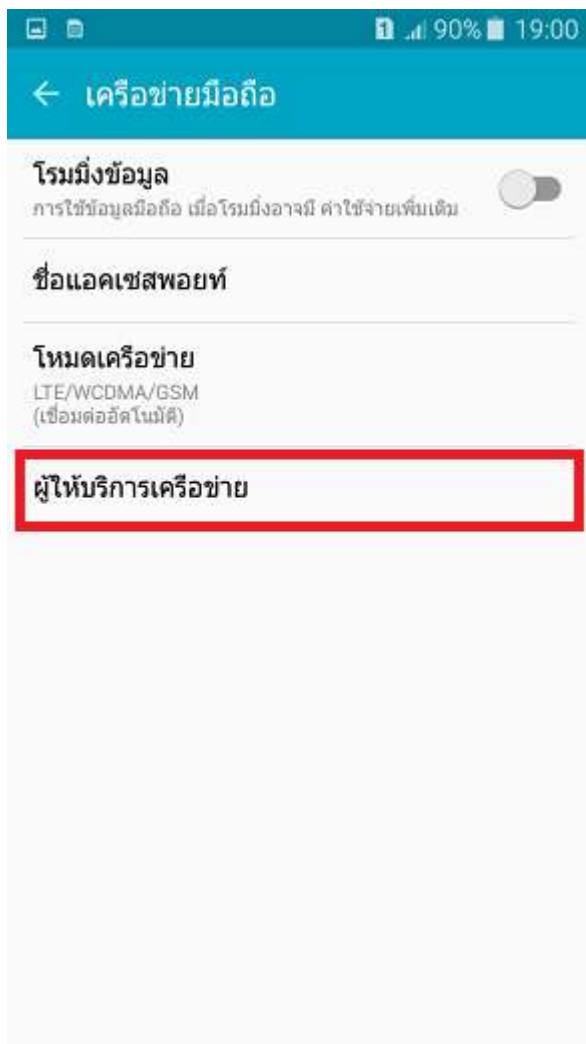 1 90% 19:00
เครือข่ายมือถือ
โรมมิ่งข้อมูล
การใช้ข้อมูลมือถือ เมื่อโรมมิ่งอาจมี ค่าใช้จ่ายเพิ่มเติม
ชื่อแอคเซสพอยท์
โหมดเครือข่าย
LTE/WCDMA/GSM
(เชื่อมต่ออัตโนมัติ)
ผู้ให้บริการเครือข่าย